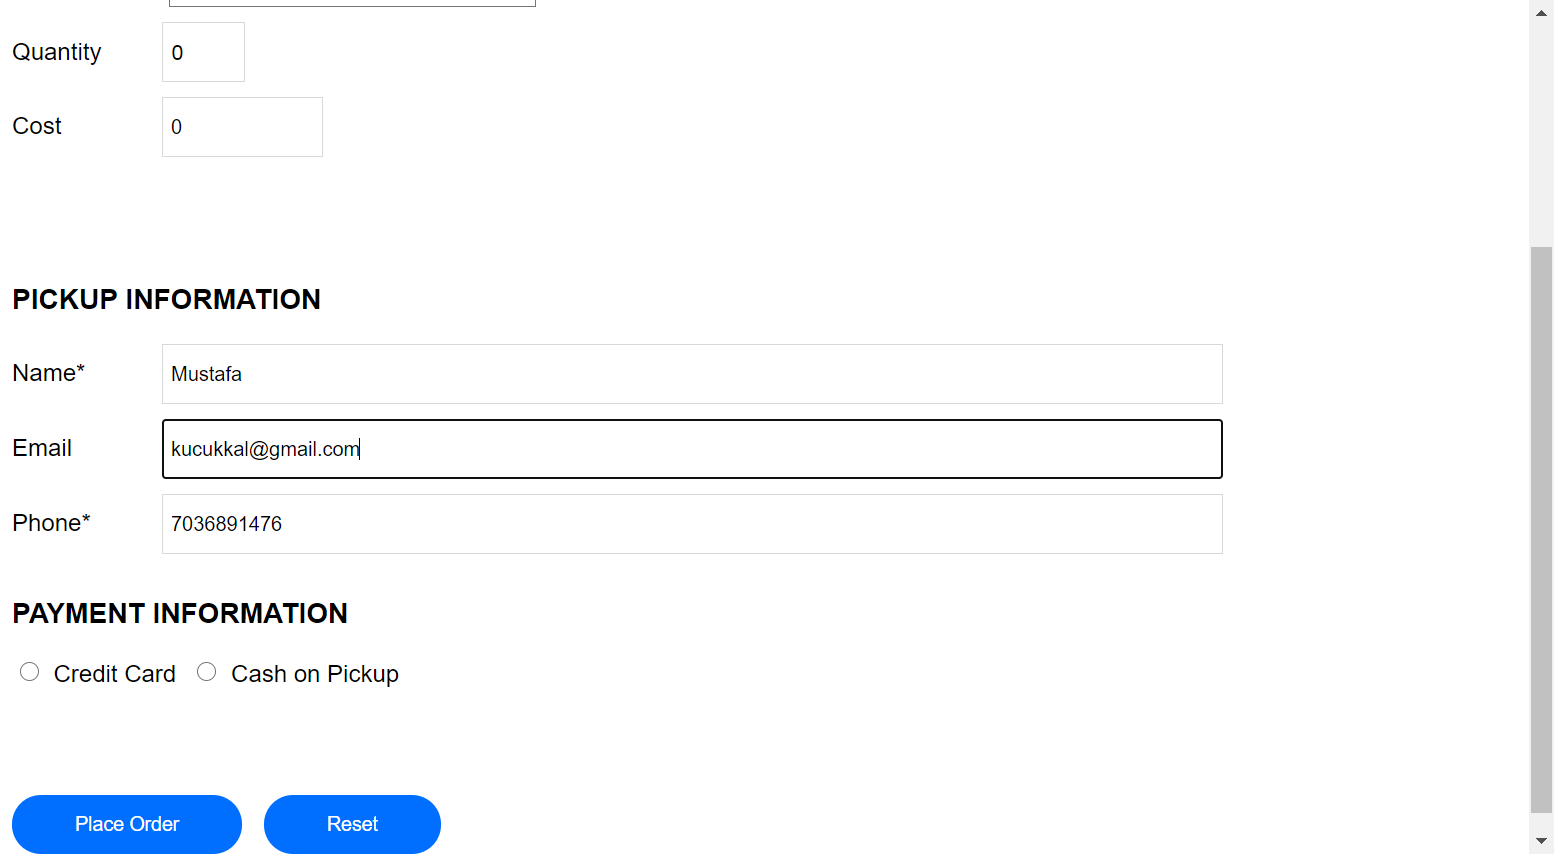 Quantity 0
Cost 0
PICKUP INFORMATION
Name* Mustafa
Email kucukkal@gmail.com
Phone* 7036891476
PAYMENT INFORMATION
Credit Card Cash on Pickup
Place Order Reset